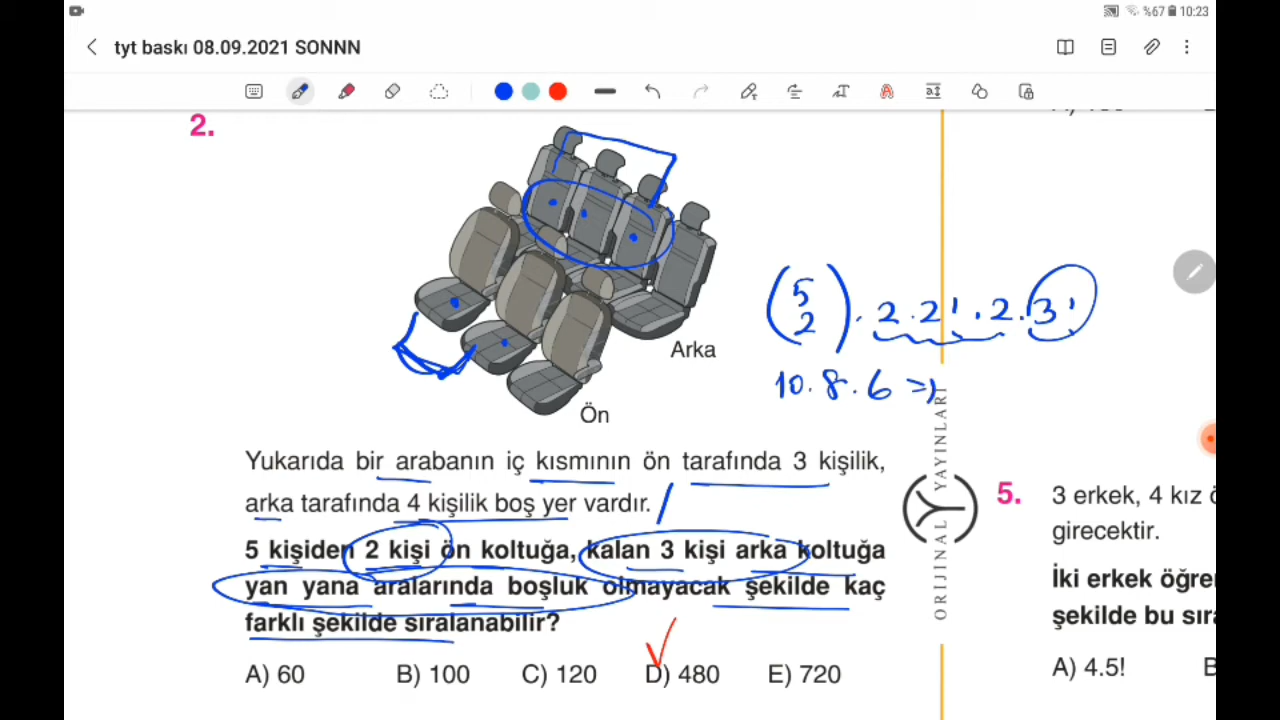 %67 10:23
tyt baskı 08.09.2021 SONNN
2.
Arka
Ön
(5 2) . 2 . 2! . 2 . 3!
10 . 8 . 6 =>
Yukarıda bir arabanın iç kısmının ön tarafında 3 kişilik,
arka tarafında 4 kişilik boş yer vardır.
5 kişiden 2 kişi ön koltuğa, kalan 3 kişi arka koltuğa
yan yana aralarında boşluk olmayacak şekilde kaç
farklı şekilde sıralanabilir?
A) 60 B) 100 C) 120 D) 480 E) 720
ORIJINAL YAYINLARI
5. 3 erkek, 4 kız
girecektir.
İki erkek öğre
şekilde bu sıra
A) 4.5! B